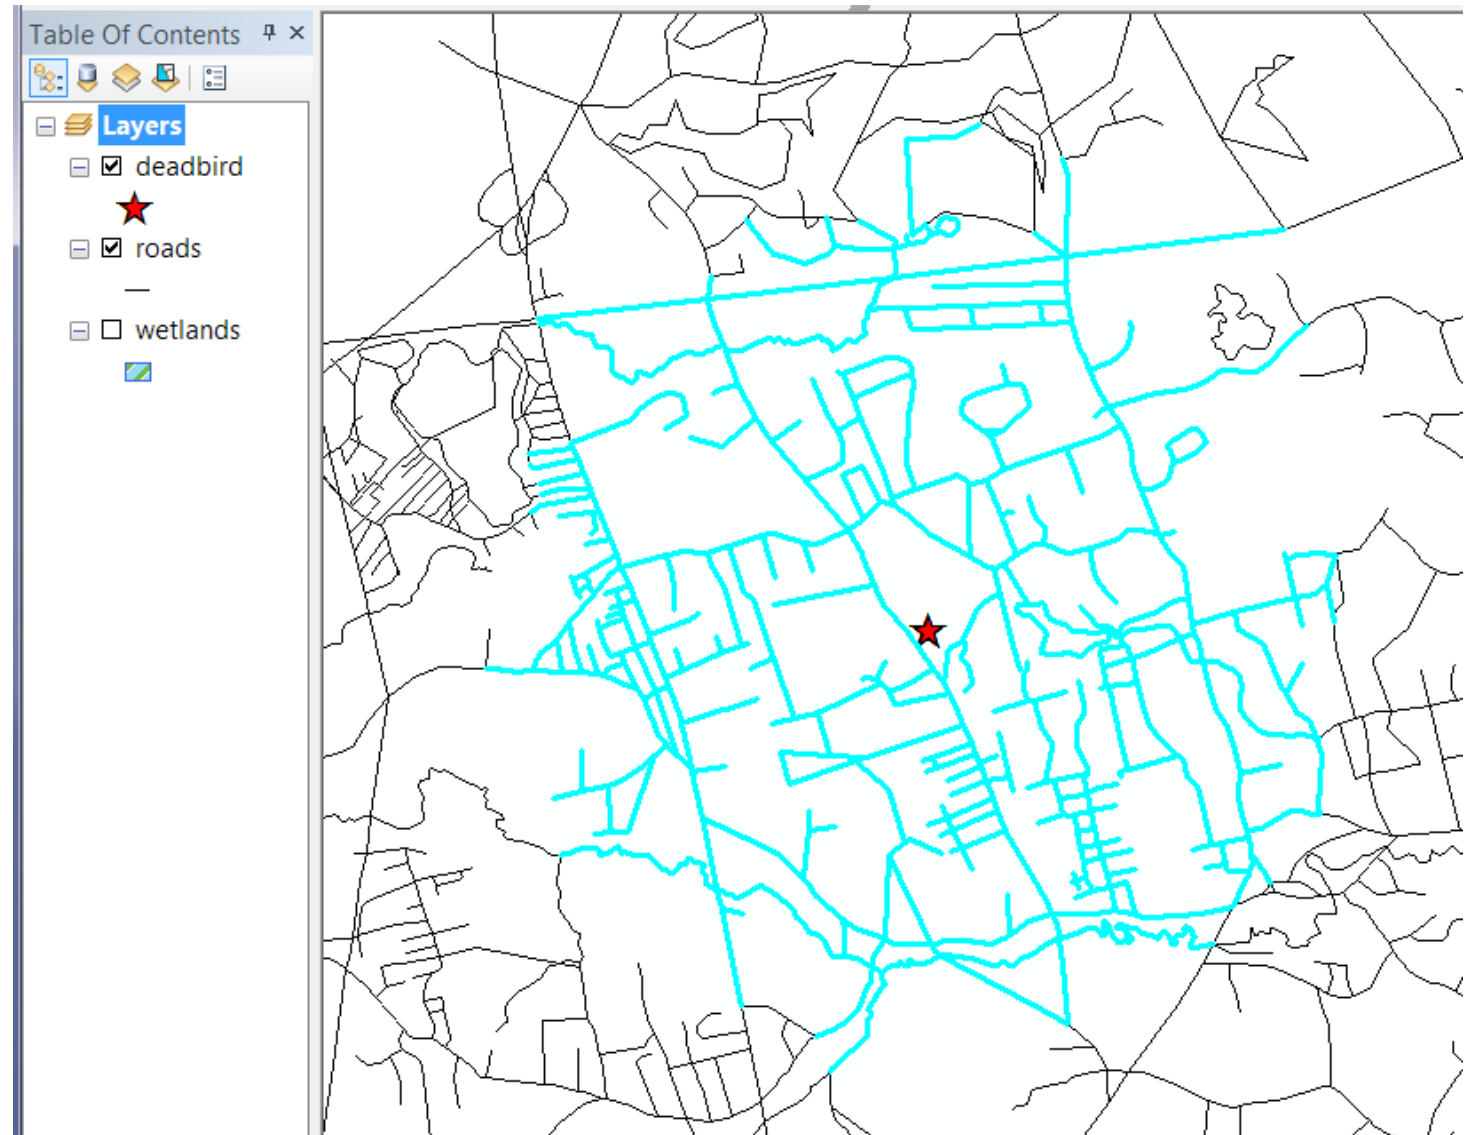 Table Of Contents
Layers
deadbird
roads
wetlands